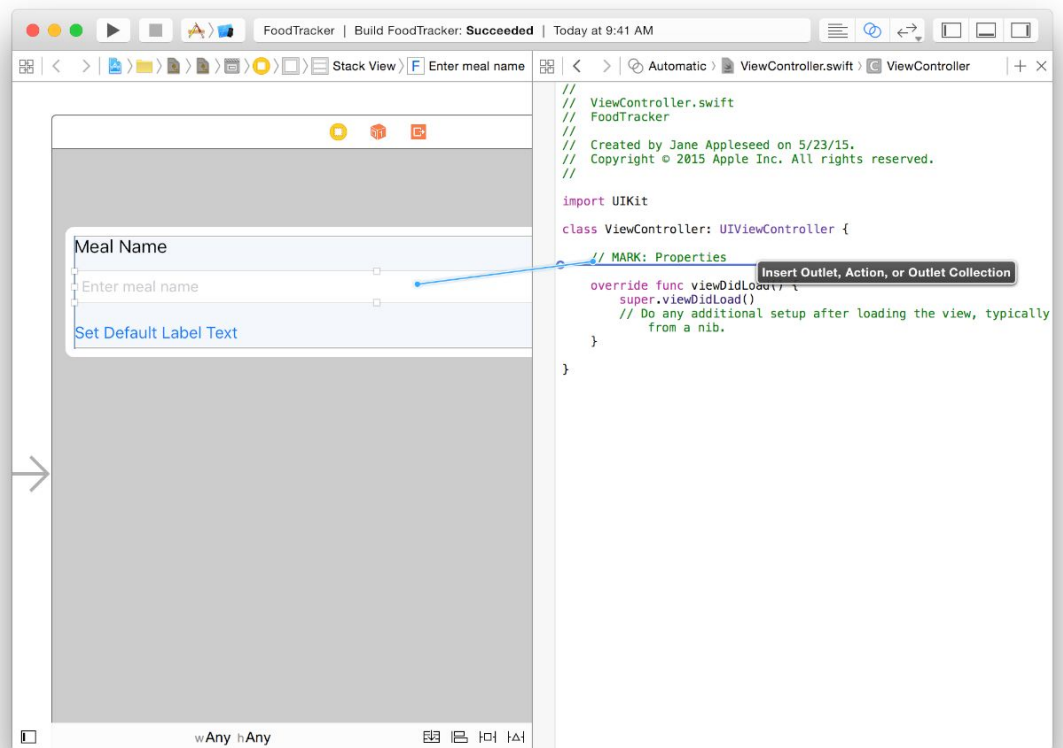 FoodTracker | Build FoodTracker: Succeeded | Today at 9:41 AM
Stack View F Enter meal name
Automatic ViewController.swift C ViewController
Meal Name
Enter meal name
Set Default Label Text
wAny hAny
//
// ViewController.swift
// FoodTracker
//
// Created by Jane Appleseed on 5/23/15.
// Copyright © 2015 Apple Inc. All rights reserved.
//
import UIKit
class ViewController: UIViewController {
// MARK: Properties
Insert Outlet, Action, or Outlet Collection
override func viewDidLoad() {
super.viewDidLoad()
// Do any additional setup after loading the view, typically
from a nib.
}
}